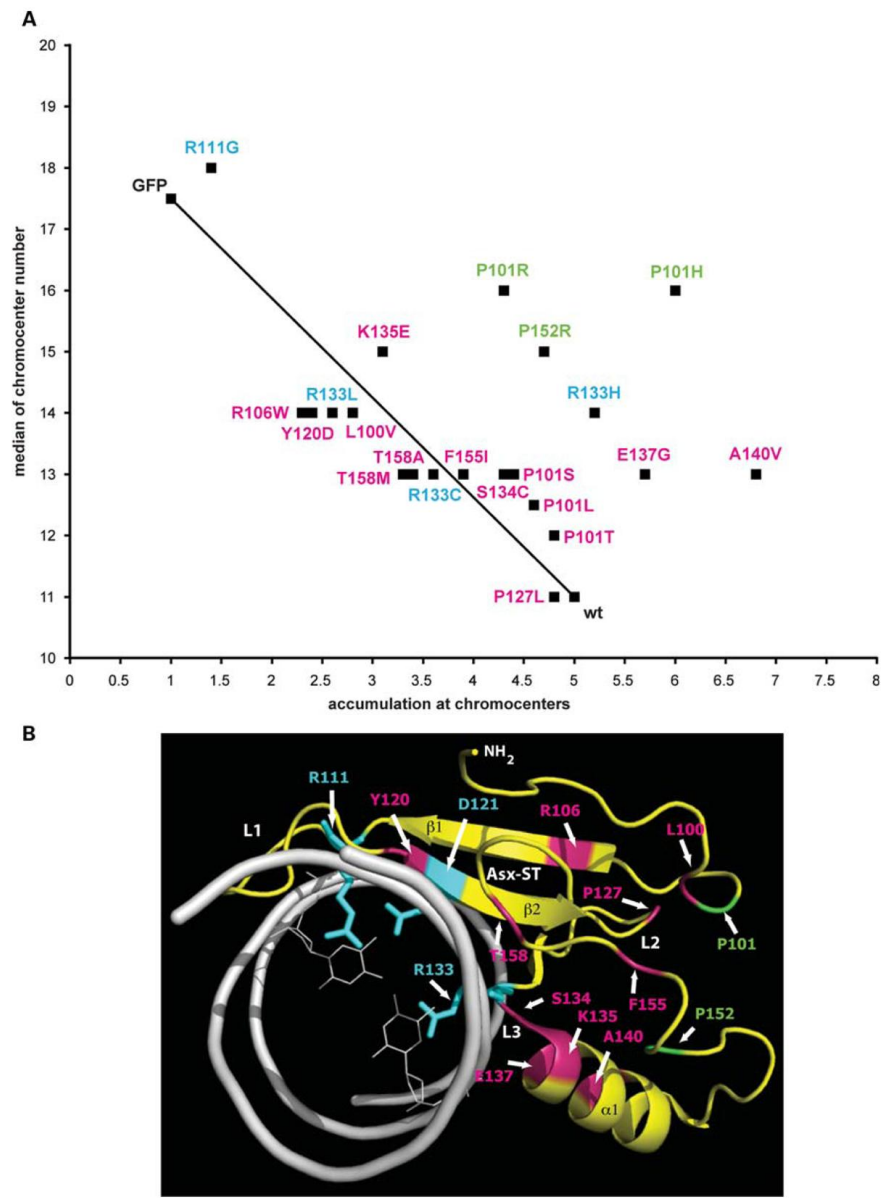 A
20
19
18
17
16
15
14
13
12
11
10
median of chromocenter number
R111G
GFP
P101R
P101H
K135E
P152R
R133L
R133H
R106W
Y120D
L100V
T158A
F155I
E137G
A140V
T158M
P101S
R133C
S134C
P101L
P101T
P127L
wt
0 0.5 1 1.5 2 2.5 3 3.5 4 4.5 5 5.5 6 6.5 7 7.5 8
accumulation at chromocenters
B
NH2
R111
Y120
D121
R106
L1
β1
L100
Asx-ST
P127
β2
L2
P101
T158
R133
S134
F155
L3
K135
P152
A140
E137
α1